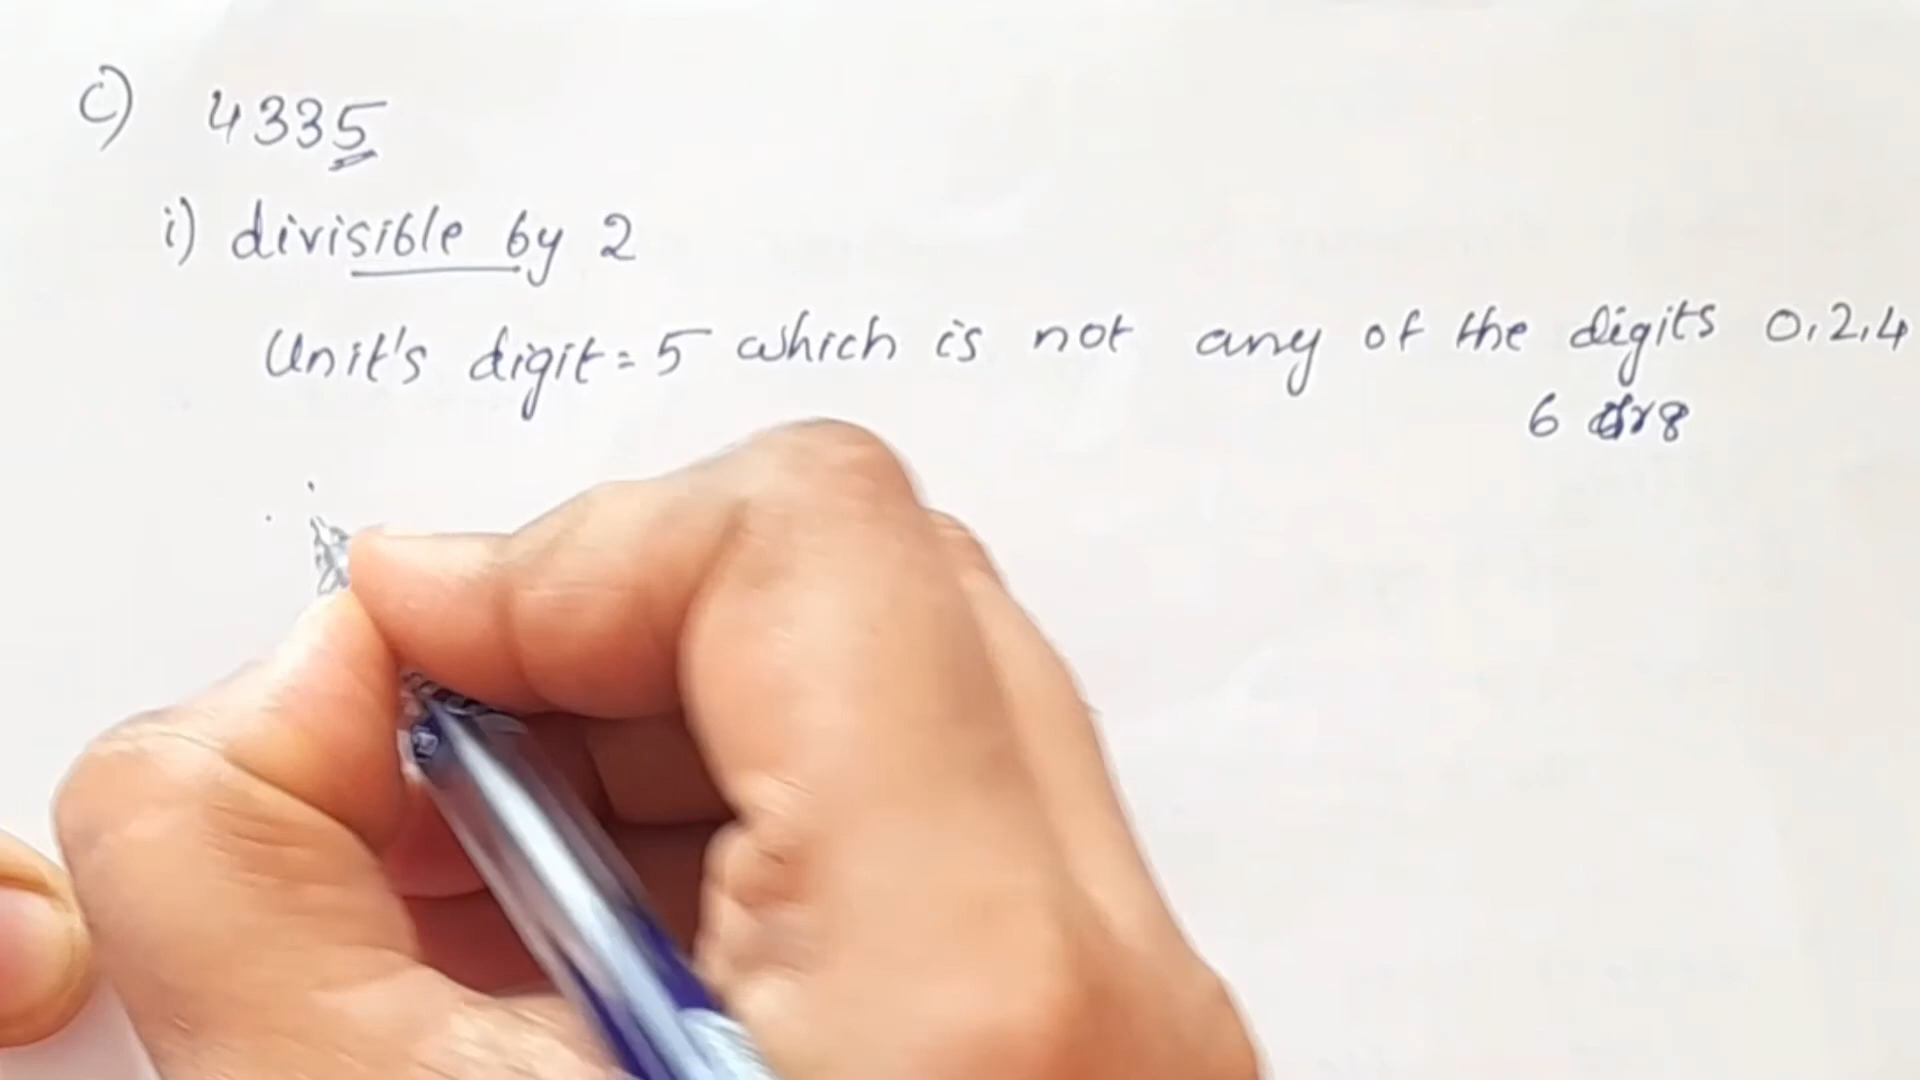 c) 4335
i) divisible by 2
Unit's digit = 5 which is not any of the digits 0,2,4
6 or 8